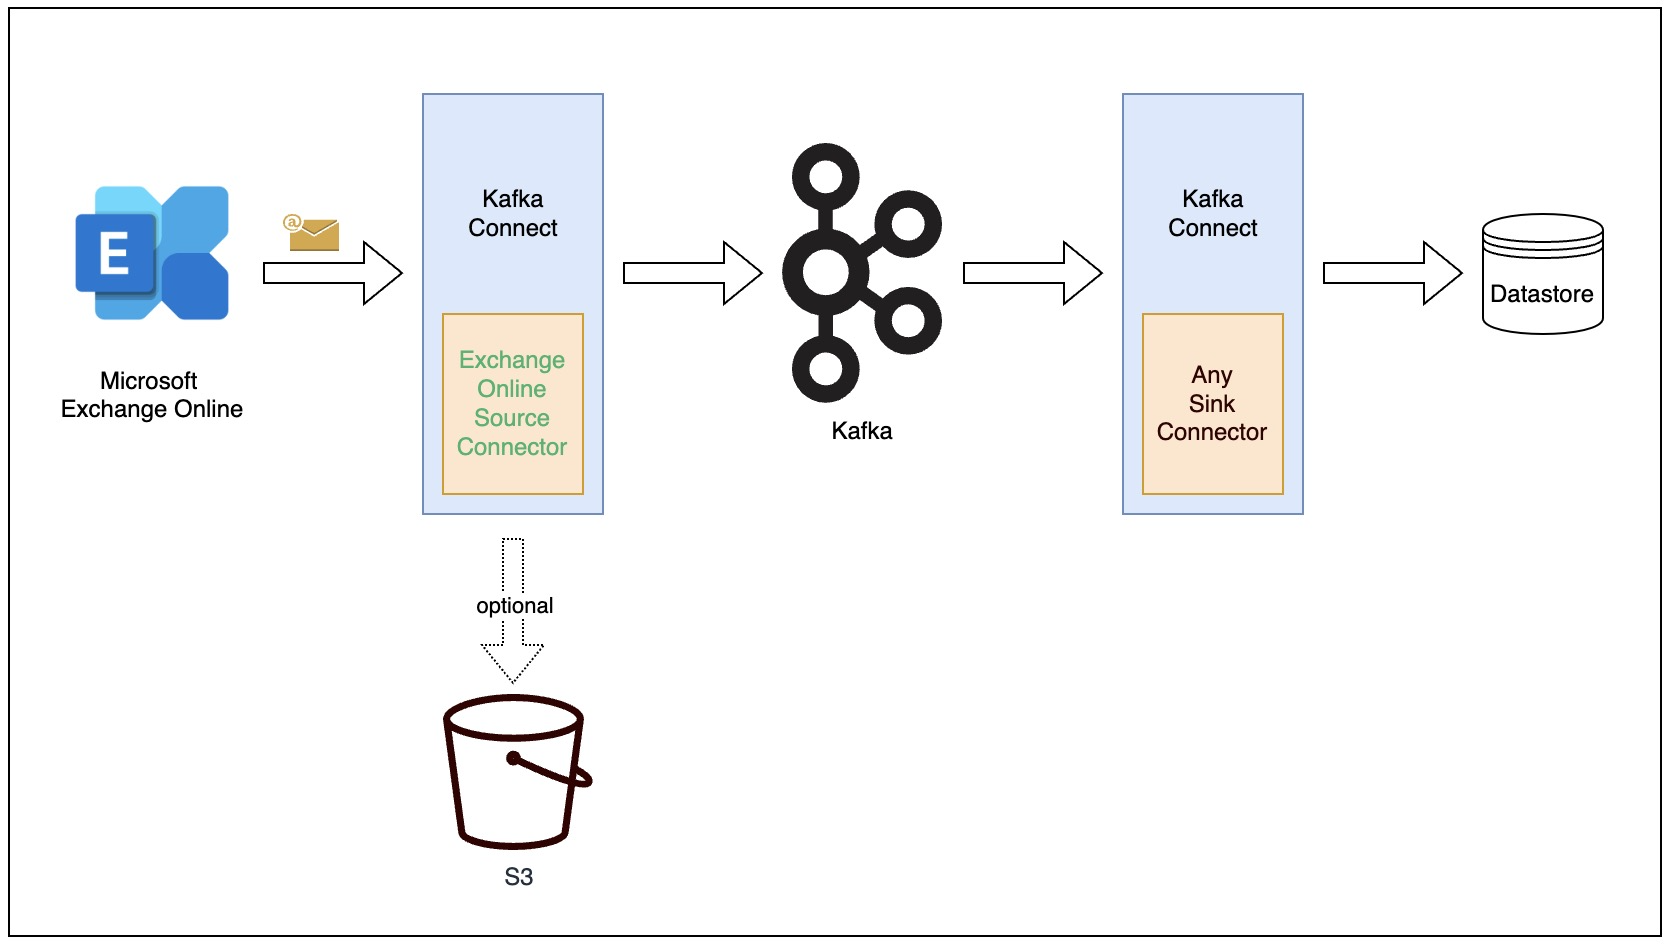 E
@
Microsoft
Exchange Online
Kafka
Connect
Exchange
Online
Source
Connector
optional
S3
Kafka
Kafka
Connect
Any
Sink
Connector
Datastore